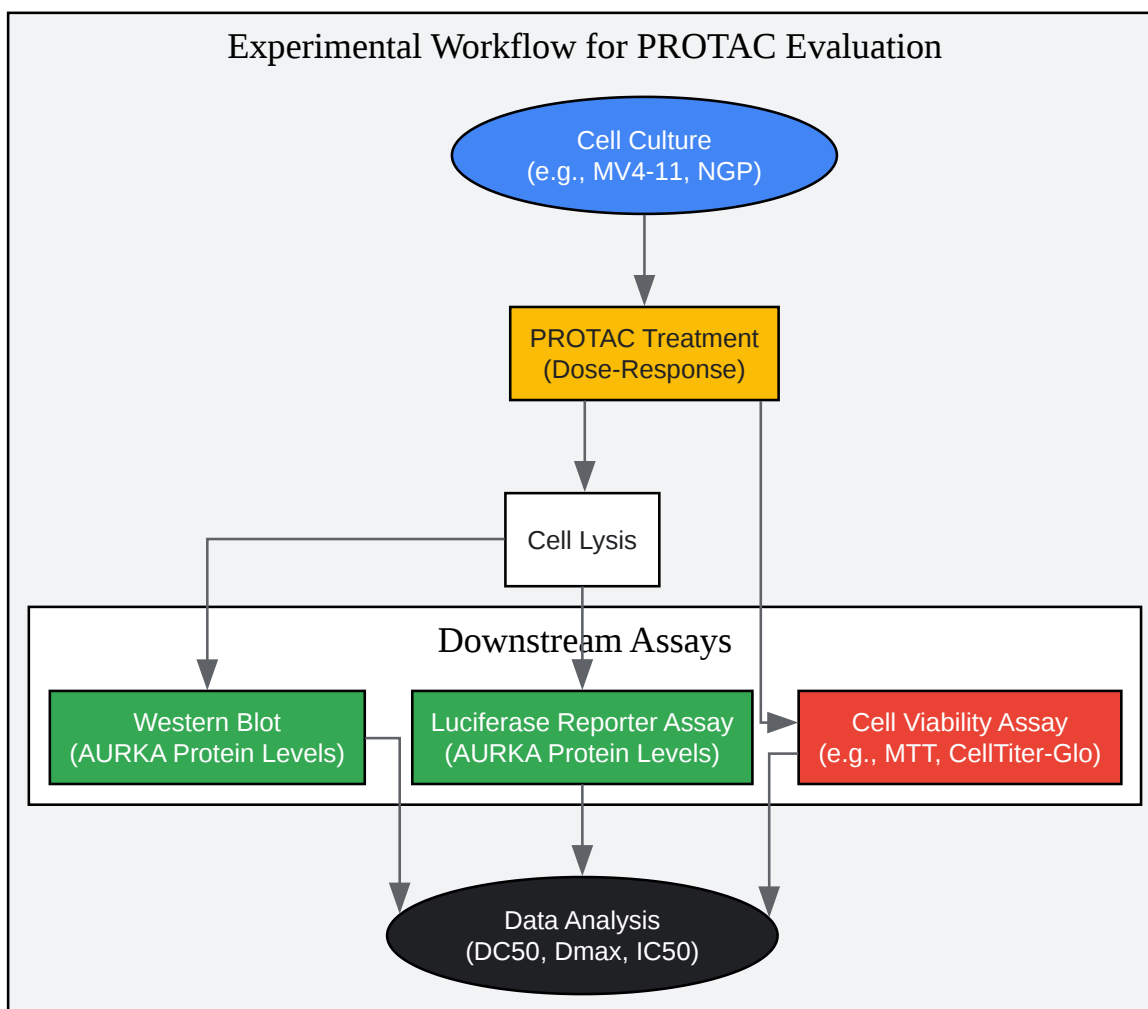 Experimental Workflow for PROTAC Evaluation
Cell Culture
(e.g., MV4-11, NGP)
PROTAC Treatment
(Dose-Response)
Cell Lysis
Downstream Assays
Western Blot
(AURKA Protein Levels)
Luciferase Reporter Assay
(AURKA Protein Levels)
Cell Viability Assay
(e.g., MTT, CellTiter-Glo)
Data Analysis
(DC50, Dmax, IC50)